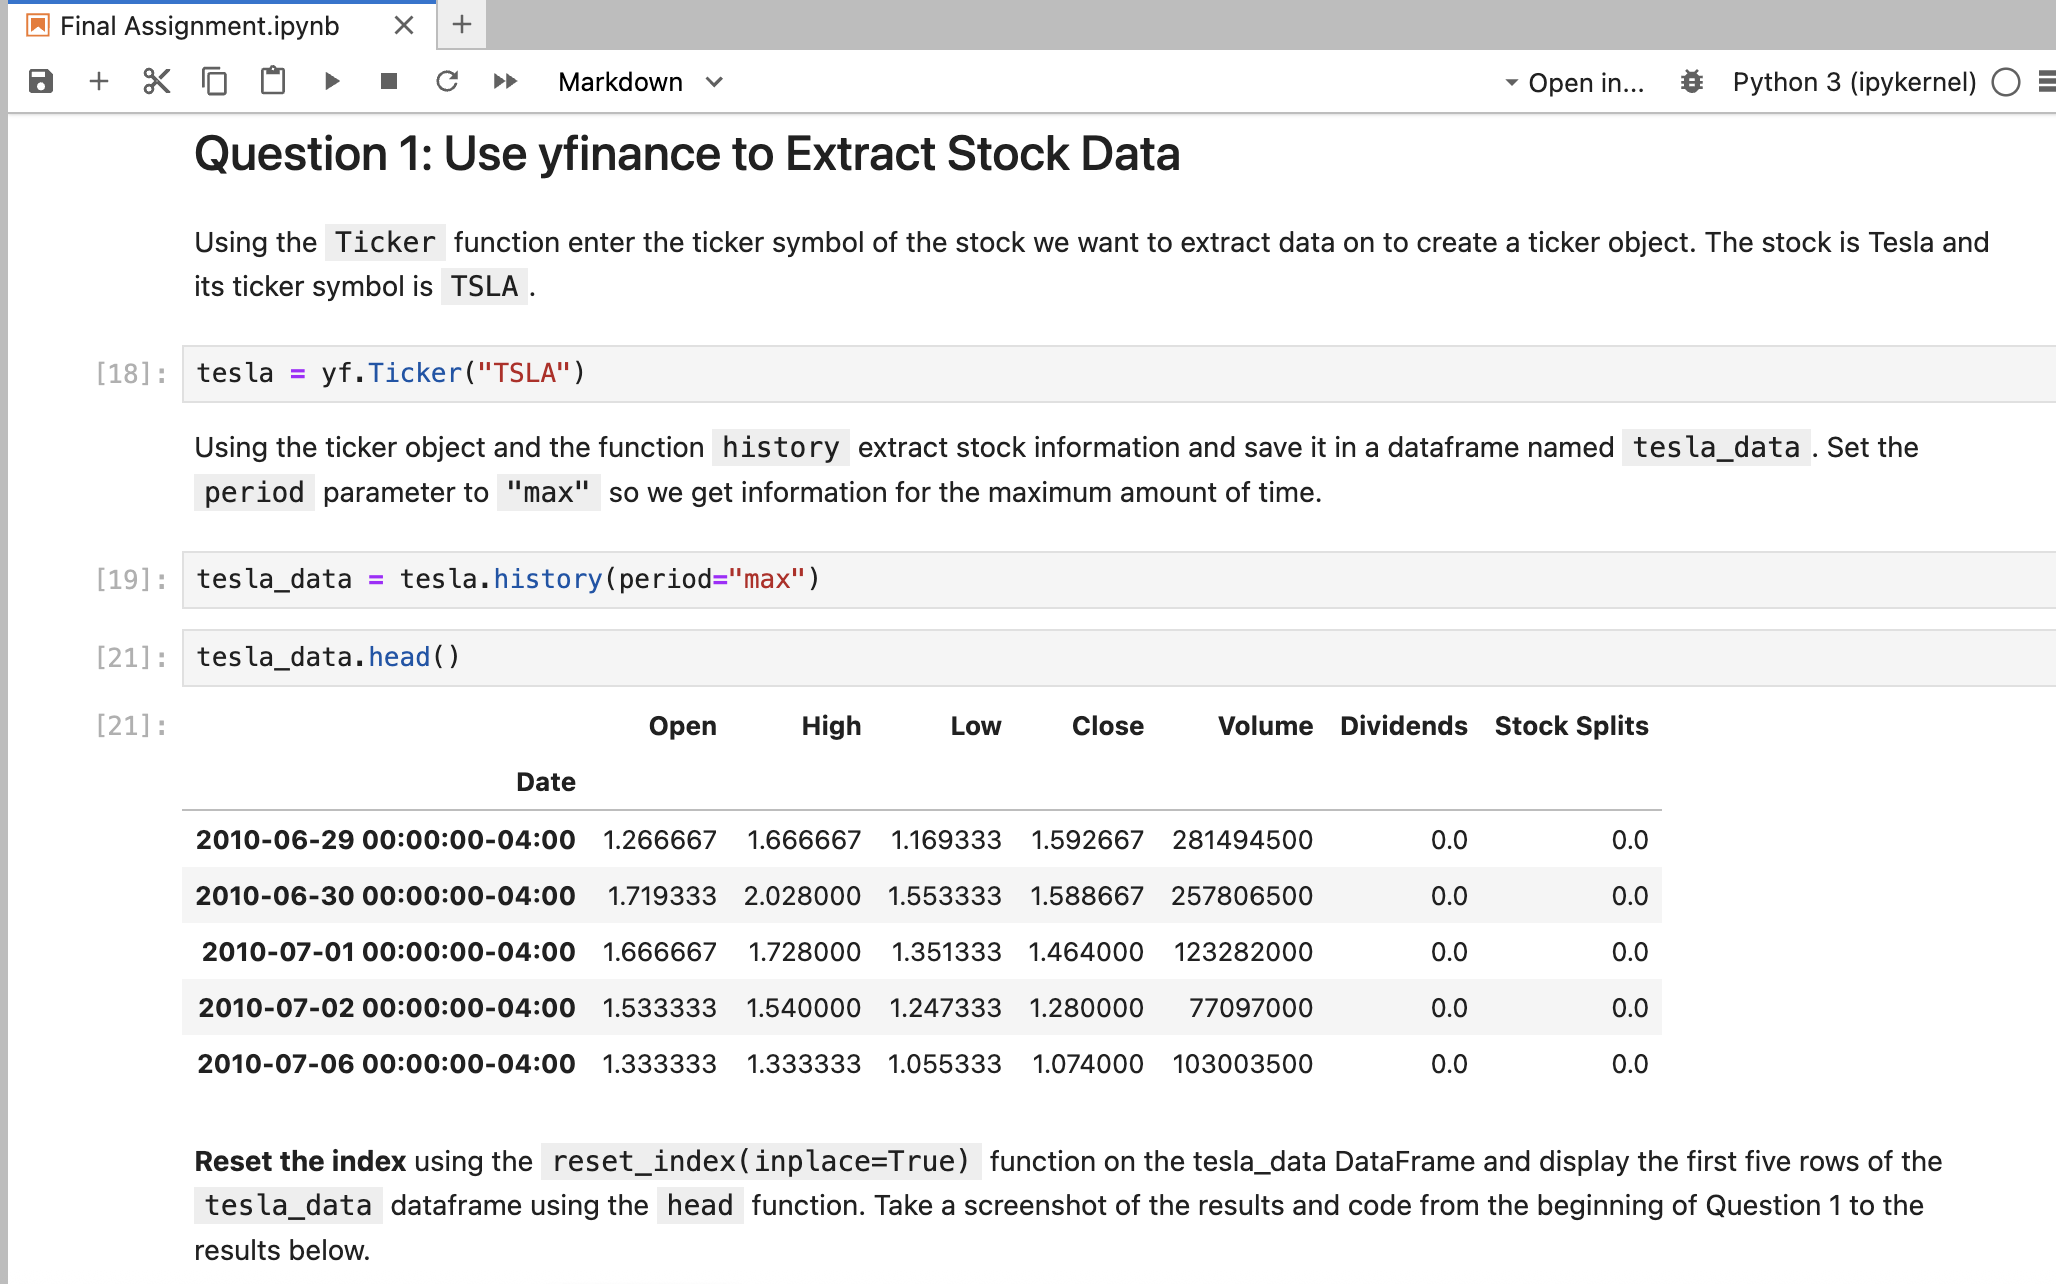 Final Assignment.ipynb
Markdown
Open in...
Python 3 (ipykernel)
Question 1: Use yfinance to Extract Stock Data
Using the Ticker function enter the ticker symbol of the stock we want to extract data on to create a ticker object. The stock is Tesla and
its ticker symbol is TSLA .
[18]: tesla = yf.Ticker("TSLA")
Using the ticker object and the function history extract stock information and save it in a dataframe named tesla_data . Set the
period parameter to "max" so we get information for the maximum amount of time.
[19]: tesla_data = tesla.history(period="max")
[21]: tesla_data.head()
[21]: Open High Low Close Volume Dividends Stock Splits
Date
2010-06-29 00:00:00-04:00 1.266667 1.666667 1.169333 1.592667 281494500 0.0 0.0
2010-06-30 00:00:00-04:00 1.719333 2.028000 1.553333 1.588667 257806500 0.0 0.0
2010-07-01 00:00:00-04:00 1.666667 1.728000 1.351333 1.464000 123282000 0.0 0.0
2010-07-02 00:00:00-04:00 1.533333 1.540000 1.247333 1.280000 77097000 0.0 0.0
2010-07-06 00:00:00-04:00 1.333333 1.333333 1.055333 1.074000 103003500 0.0 0.0
Reset the index using the reset_index(inplace=True) function on the tesla_data DataFrame and display the first five rows of the
tesla_data dataframe using the head function. Take a screenshot of the results and code from the beginning of Question 1 to the
results below.